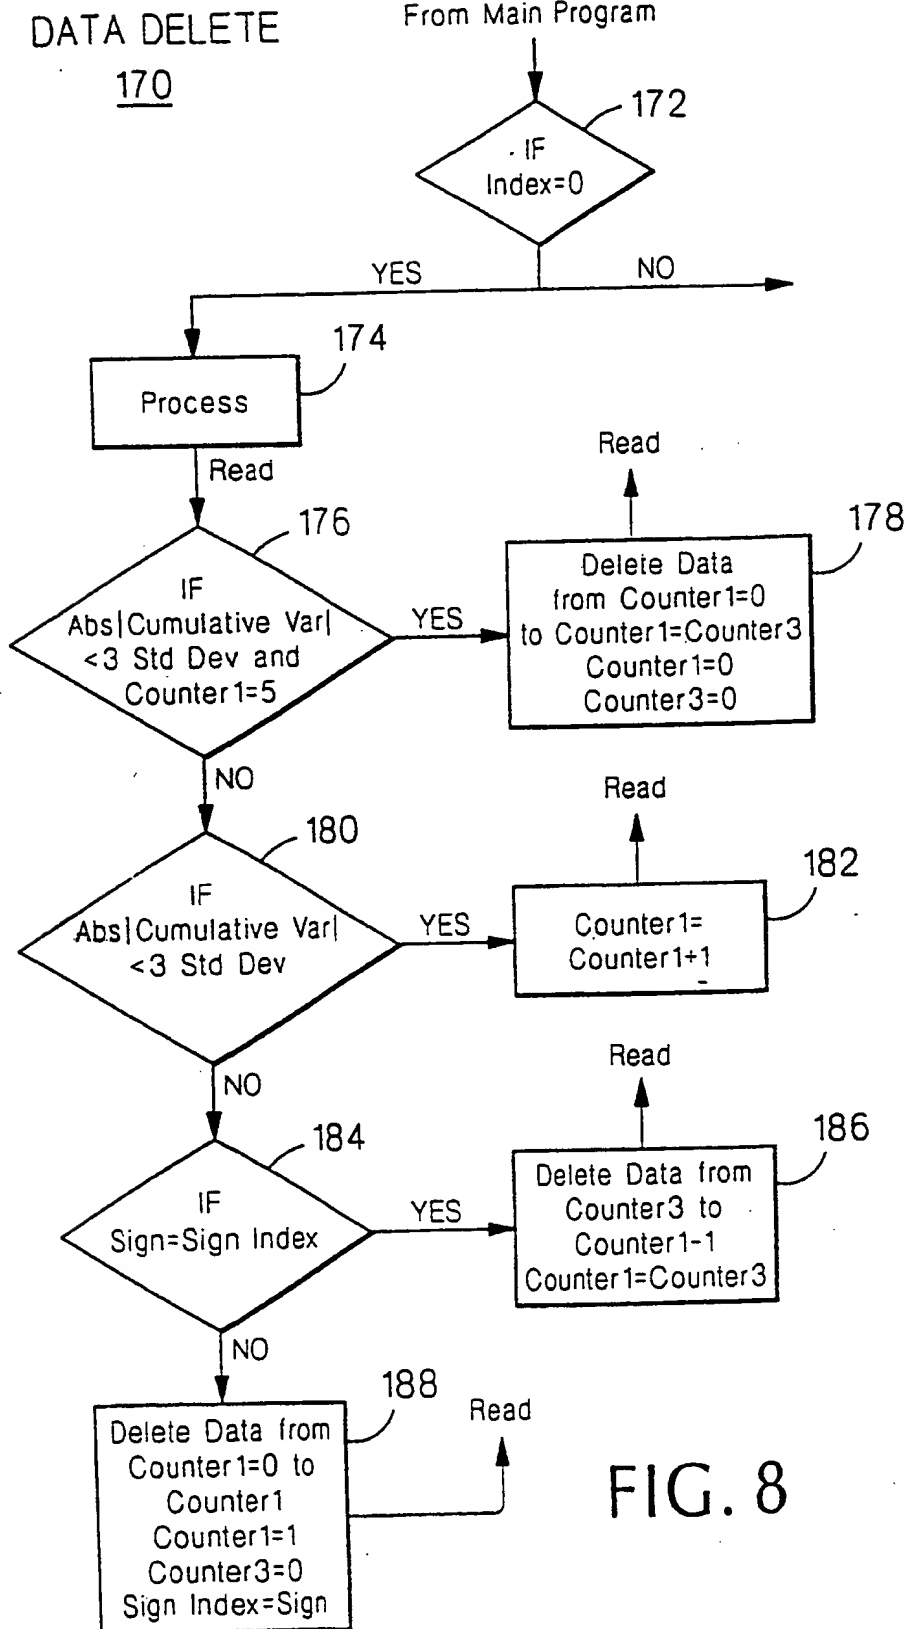 DATA DELETE
170
From Main Program
172
IF
Index=0
YES
NO
174
Process
Read
176
IF
Abs|Cumulative Var|
<3 Std Dev and
Counter1=5
YES
Read
178
Delete Data
from Counter1=0
to Counter1=Counter3
Counter1=0
Counter3=0
NO
180
IF
Abs|Cumulative Var|
<3 Std Dev
YES
Read
182
Counter1=
Counter1+1
NO
184
IF
Sign=Sign Index
YES
Read
186
Delete Data from
Counter3 to
Counter1-1
Counter1=Counter3
NO
188
Delete Data from
Counter1=0 to
Counter1
Counter1=1
Counter3=0
Sign Index=Sign
Read
FIG. 8